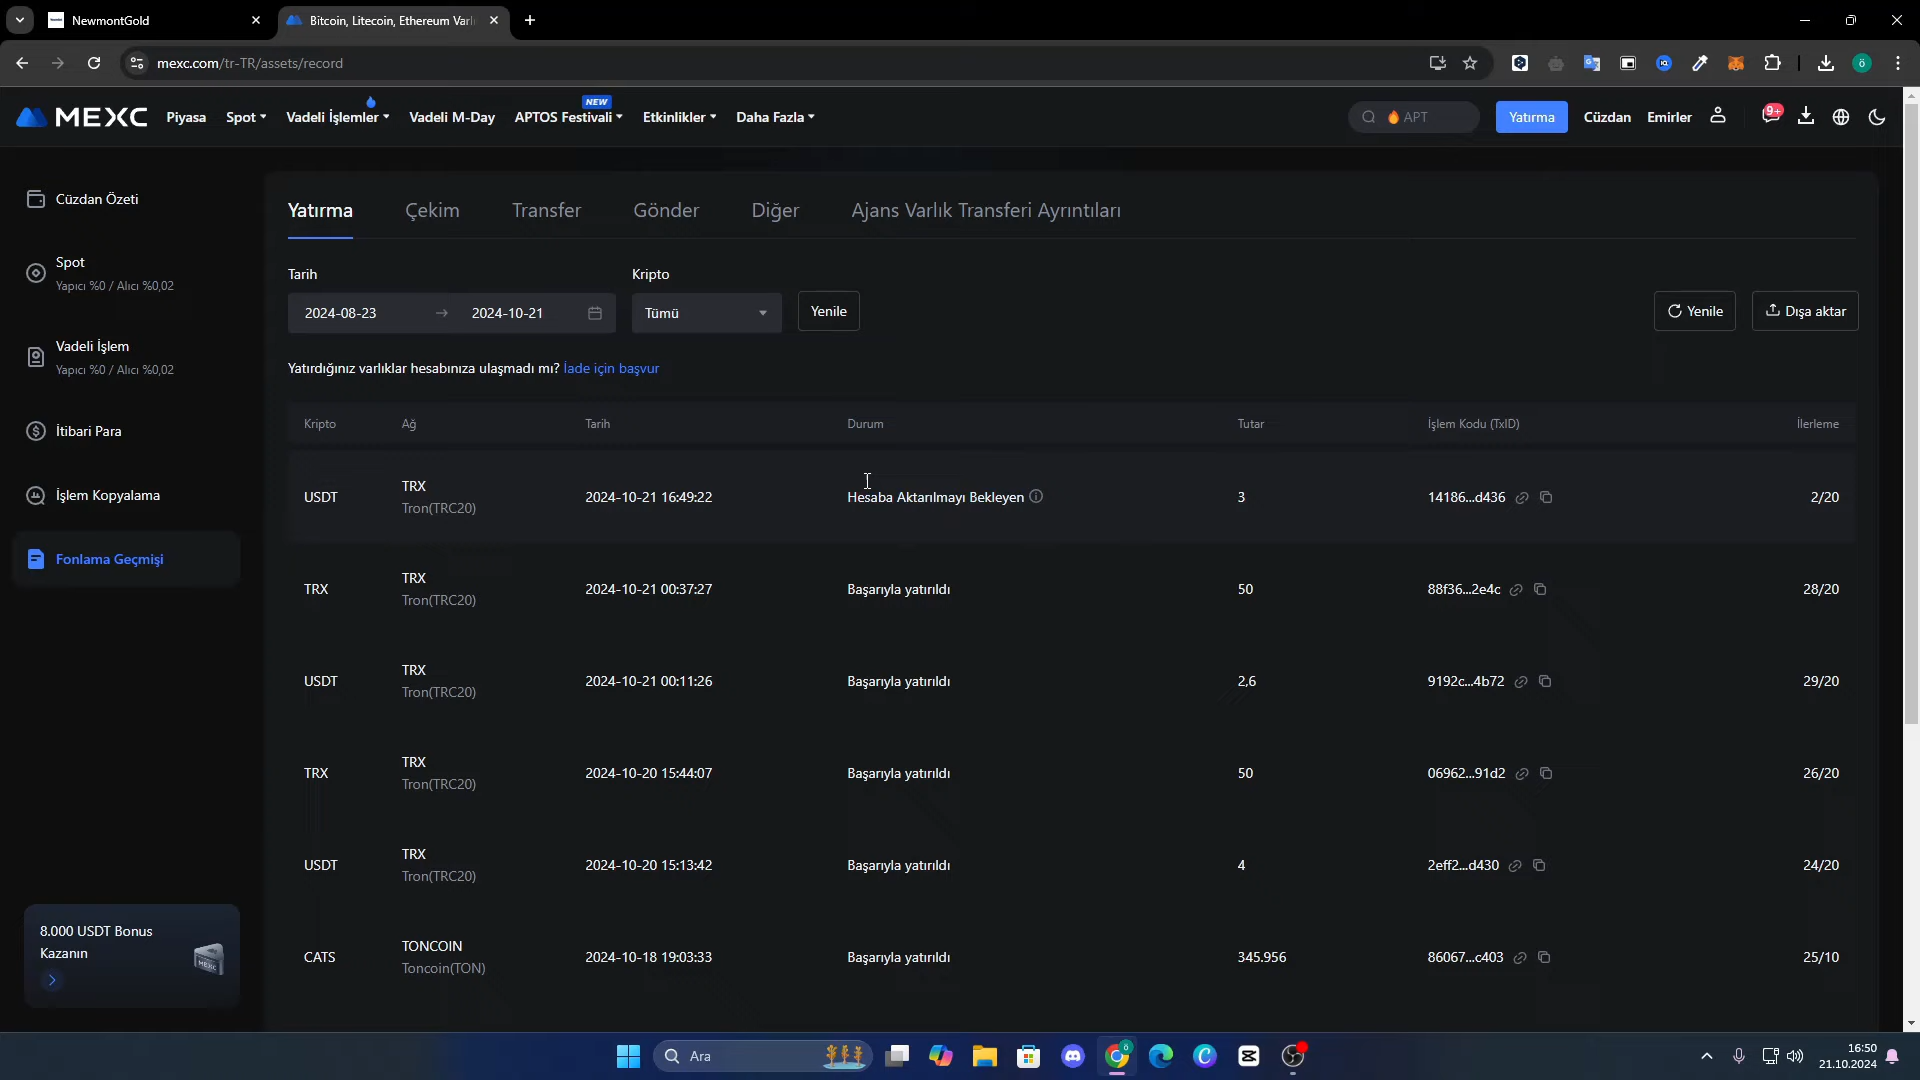 NewmontGold
Bitcoin, Litecoin, Ethereum Varlı
mexc.com/tr-TR/assets/record
MEXC
Piyasa
Spot
Vadeli İşlemler
Vadeli M-Day
NEW
APTOS Festivali
Etkinlikler
Daha Fazla
APT
Yatırma
Cüzdan
Emirler
9+
Cüzdan Özeti
Spot
Yapıcı %0 / Alıcı %0,02
Vadeli İşlem
Yapıcı %0 / Alıcı %0,02
İtibari Para
İşlem Kopyalama
Fonlama Geçmişi
8.000 USDT Bonus
Kazanın
MEXC
Yatırma Çekim Transfer Gönder Diğer Ajans Varlık Transferi Ayrıntıları
Tarih Kripto
2024-08-23 → 2024-10-21 Tümü Yenile Yenile Dışa aktar
Yatırdığınız varlıklar hesabınıza ulaşmadı mı? İade için başvur
Kripto Ağ Tarih Durum Tutar İşlem Kodu (TxID) İlerleme
USDT TRX 2024-10-21 16:49:22 Hesaba Aktarılmayı Bekleyen 3 14186...d436 2/20
Tron(TRC20)
TRX TRX 2024-10-21 00:37:27 Başarıyla yatırıldı 50 88f36...2e4c 28/20
Tron(TRC20)
USDT TRX 2024-10-21 00:11:26 Başarıyla yatırıldı 2,6 9192c...4b72 29/20
Tron(TRC20)
TRX TRX 2024-10-20 15:44:07 Başarıyla yatırıldı 50 06962...91d2 26/20
Tron(TRC20)
USDT TRX 2024-10-20 15:13:42 Başarıyla yatırıldı 4 2eff2...d430 24/20
Tron(TRC20)
CATS TONCOIN 2024-10-18 19:03:33 Başarıyla yatırıldı 345.956 86067...c403 25/10
Toncoin(TON)
Ara
16:50
21.10.2024